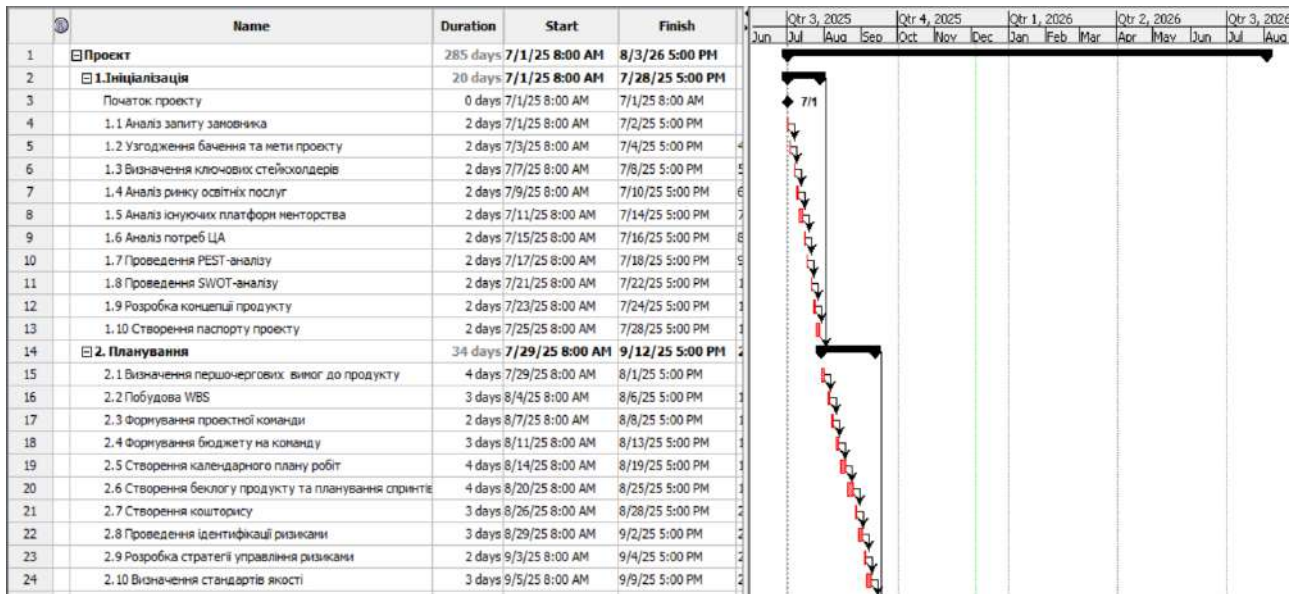 Name Duration Start Finish
Qtr 3, 2025 Qtr 4, 2025 Qtr 1, 2026 Qtr 2, 2026 Qtr 3, 2026
Jun Jul Aug Sep Oct Nov Dec Jan Feb Mar Apr May Jun Jul Aug
1 Проєкт 285 days 7/1/25 8:00 AM 8/3/26 5:00 PM
2 1.Ініціалізація 20 days 7/1/25 8:00 AM 7/28/25 5:00 PM
3 Початок проєкту 0 days 7/1/25 8:00 AM 7/1/25 8:00 AM 7/1
4 1.1 Аналіз запиту замовника 2 days 7/1/25 8:00 AM 7/2/25 5:00 PM
5 1.2 Узгодження бачення та мети проєкту 2 days 7/3/25 8:00 AM 7/4/25 5:00 PM 4
6 1.3 Визначення ключових стейкхолдерів 2 days 7/7/25 8:00 AM 7/8/25 5:00 PM 5
7 1.4 Аналіз ринку освітніх послуг 2 days 7/9/25 8:00 AM 7/10/25 5:00 PM 6
8 1.5 Аналіз існуючих платформ менторства 2 days 7/11/25 8:00 AM 7/14/25 5:00 PM 7
9 1.6 Аналіз потреб ЦА 2 days 7/15/25 8:00 AM 7/16/25 5:00 PM 8
10 1.7 Проведення PEST-аналізу 2 days 7/17/25 8:00 AM 7/18/25 5:00 PM 9
11 1.8 Проведення SWOT-аналізу 2 days 7/21/25 8:00 AM 7/22/25 5:00 PM 1
12 1.9 Розробка концепції продукту 2 days 7/23/25 8:00 AM 7/24/25 5:00 PM 1
13 1.10 Створення паспорту проєкту 2 days 7/25/25 8:00 AM 7/28/25 5:00 PM 1
14 2. Планування 34 days 7/29/25 8:00 AM 9/12/25 5:00 PM 2
15 2.1 Визначення першочергових вимог до продукту 4 days 7/29/25 8:00 AM 8/1/25 5:00 PM
16 2.2 Побудова WBS 3 days 8/4/25 8:00 AM 8/6/25 5:00 PM 1
17 2.3 Формування проєктної команди 2 days 8/7/25 8:00 AM 8/8/25 5:00 PM 1
18 2.4 Формування бюджету на команду 3 days 8/11/25 8:00 AM 8/13/25 5:00 PM 1
19 2.5 Створення календарного плану робіт 4 days 8/14/25 8:00 AM 8/19/25 5:00 PM 1
20 2.6 Створення беклогу продукту та планування спринтів 4 days 8/20/25 8:00 AM 8/25/25 5:00 PM 1
21 2.7 Створення кошторису 3 days 8/26/25 8:00 AM 8/28/25 5:00 PM 2
22 2.8 Проведення ідентифікації ризиками 3 days 8/29/25 8:00 AM 9/2/25 5:00 PM 2
23 2.9 Розробка стратегії управління ризиками 2 days 9/3/25 8:00 AM 9/4/25 5:00 PM 2
24 2.10 Визначення стандартів якості 3 days 9/5/25 8:00 AM 9/9/25 5:00 PM 2